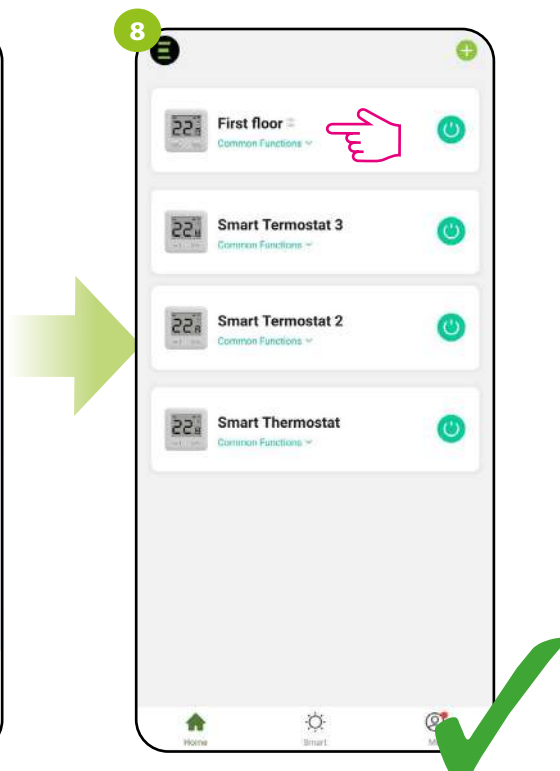 8
First floor
Common Functions
Smart Termostat 3
Common Functions
Smart Termostat 2
Common Functions
Smart Thermostat
Common Functions
Home
Smart